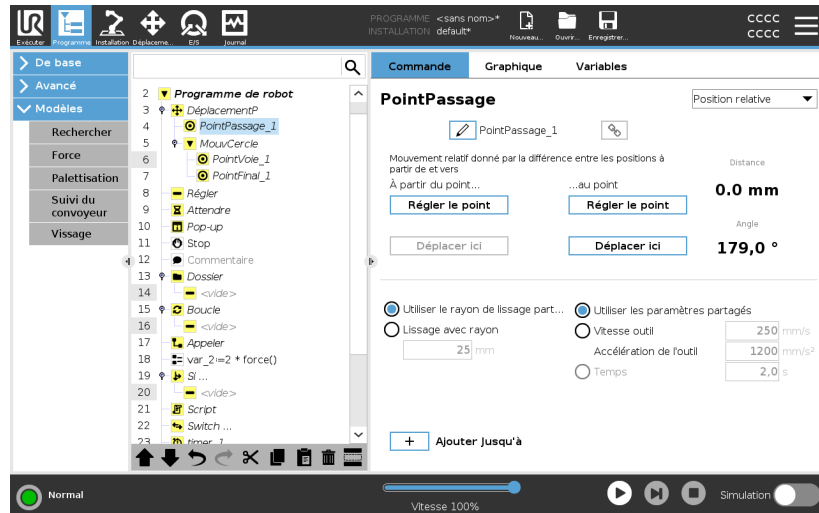 PROGRAMME <sans nom>*
INSTALLATION default*
cccc
cccc
Exécuter
Programme
Installation
Déplaceme...
E/S
Journal
Nouveau...
Ouvrir...
Enregistrer...
De base
Avancé
Modèles
Rechercher
Force
Palettisation
Suivi du
convoyeur
Vissage
2 Programme de robot
3 DéplacementP
4 PointPassage_1
5 MouvCercle
6 PointVoie_1
7 PointFinal_1
8 Régler
9 Attendre
10 Pop-up
11 Stop
12 Commentaire
13 Dossier
14 <vide>
15 Boucle
16 <vide>
17 Appeler
18 var_2:=2 * force()
19 Si ...
20 <vide>
21 Script
22 Switch ...
23 timer_1
Commande Graphique Variables
PointPassage
Position relative
PointPassage_1
Mouvement relatif donné par la différence entre les positions à
partir de et vers
Distance
À partir du point... ...au point
0.0 mm
Régler le point Régler le point
Angle
Déplacer ici Déplacer ici
179,0 °
Utiliser le rayon de lissage part... Utiliser les paramètres partagés
Lissage avec rayon Vitesse outil 250 mm/s
25 mm Accélération de l'outil 1200 mm/s²
Temps 2,0 s
+ Ajouter Jusqu'à
Normal
Vitesse 100%
Simulation